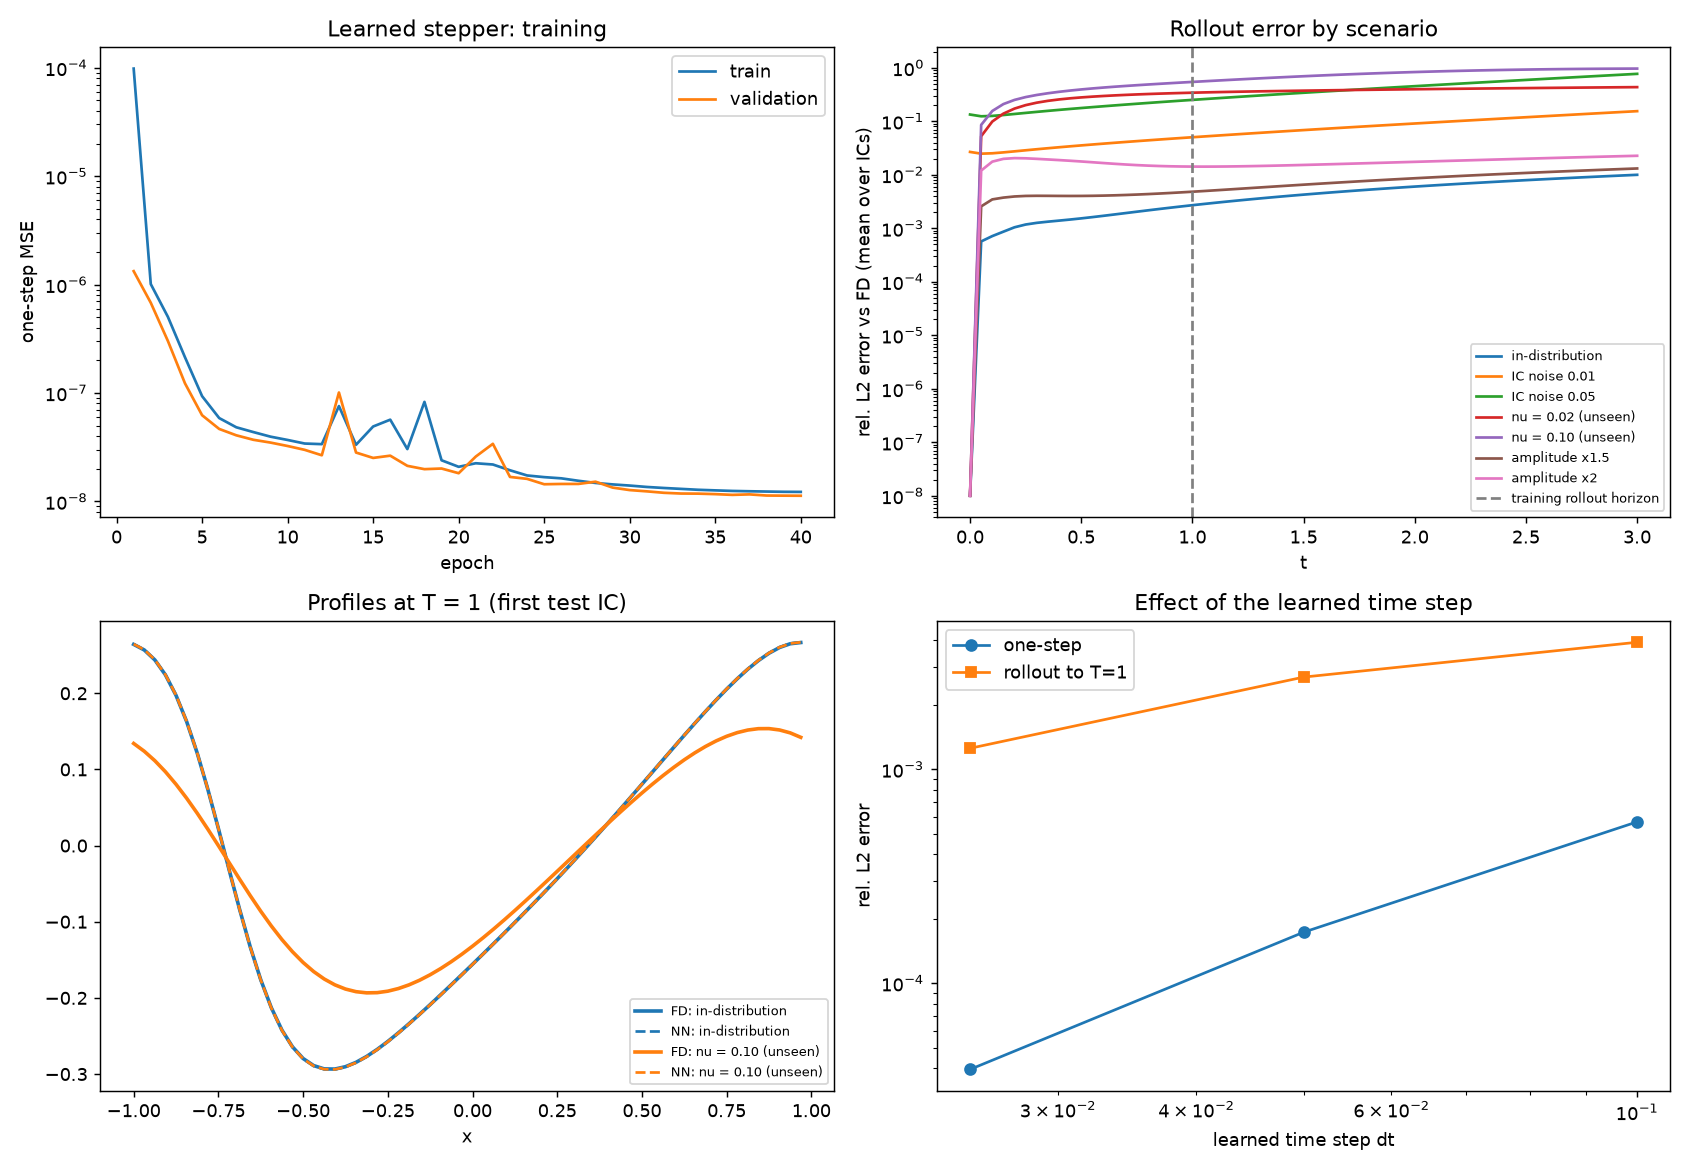 Learned stepper: training
one-step MSE
10⁻⁴
10⁻⁵
10⁻⁶
10⁻⁷
10⁻⁸
train
validation
0 5 10 15 20 25 30 35 40
epoch
Rollout error by scenario
rel. L2 error vs FD (mean over ICs)
10⁰
10⁻¹
10⁻²
10⁻³
10⁻⁴
10⁻⁵
10⁻⁶
10⁻⁷
10⁻⁸
in-distribution
IC noise 0.01
IC noise 0.05
nu = 0.02 (unseen)
nu = 0.10 (unseen)
amplitude x1.5
amplitude x2
training rollout horizon
0.0 0.5 1.0 1.5 2.0 2.5 3.0
t
Profiles at T = 1 (first test IC)
0.2
0.1
0.0
−0.1
−0.2
−0.3
FD: in-distribution
NN: in-distribution
FD: nu = 0.10 (unseen)
NN: nu = 0.10 (unseen)
−1.00 −0.75 −0.50 −0.25 0.00 0.25 0.50 0.75 1.00
x
Effect of the learned time step
rel. L2 error
one-step
rollout to T=1
10⁻³
10⁻⁴
3 × 10⁻² 4 × 10⁻² 6 × 10⁻² 10⁻¹
learned time step dt